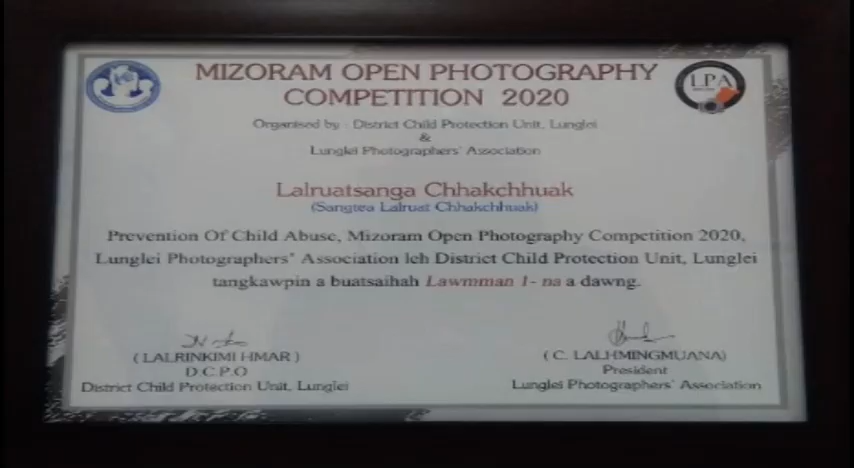 MIZORAM OPEN PHOTOGRAPHY
COMPETITION 2020
LPA
Organised by : District Child Protection Unit, Lunglei
&
Lunglei Photographers' Association
Lalruatsanga Chhakchhuak
(Sangtea Lalruat Chhakchhuak)
Prevention Of Child Abuse, Mizoram Open Photography Competition 2020,
Lunglei Photographers' Association leh District Child Protection Unit, Lunglei
tangkawpin a buatsaihah Lawmman 1- na a dawng.
( LALRINKIMI HMAR )
D.C.P.O
District Child Protection Unit, Lunglei
( C. LALHMINGMUANA)
President
Lunglei Photographers' Association